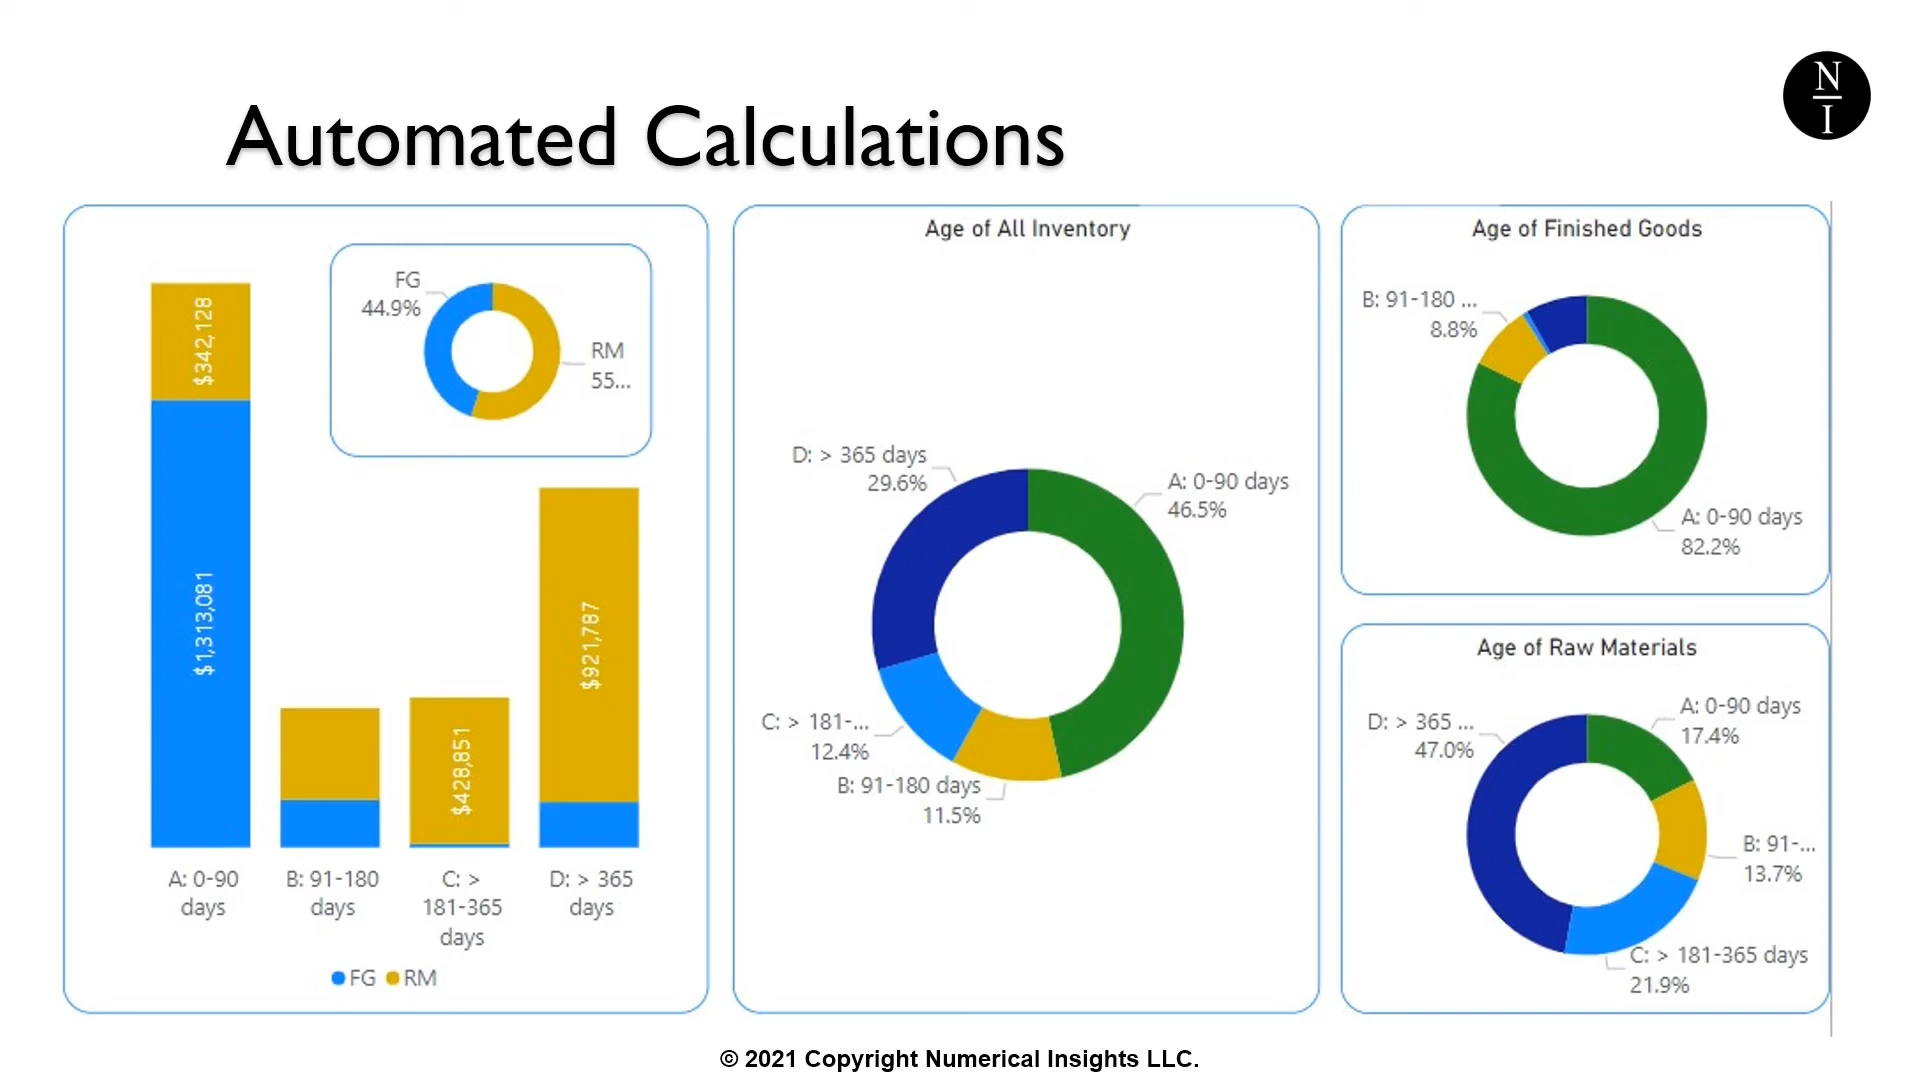 N
I
Automated Calculations
FG
44.9%
RM
55...
$342,128
$1,313,081
$428,851
$921,787
A: 0-90
days
B: 91-180
days
C: >
181-365
days
D: > 365
days
FG RM
Age of All Inventory
D: > 365 days
29.6%
A: 0-90 days
46.5%
C: > 181-...
12.4%
B: 91-180 days
11.5%
Age of Finished Goods
B: 91-180 ...
8.8%
A: 0-90 days
82.2%
Age of Raw Materials
D: > 365 ...
47.0%
A: 0-90 days
17.4%
B: 91-...
13.7%
C: > 181-365 days
21.9%
© 2021 Copyright Numerical Insights LLC.